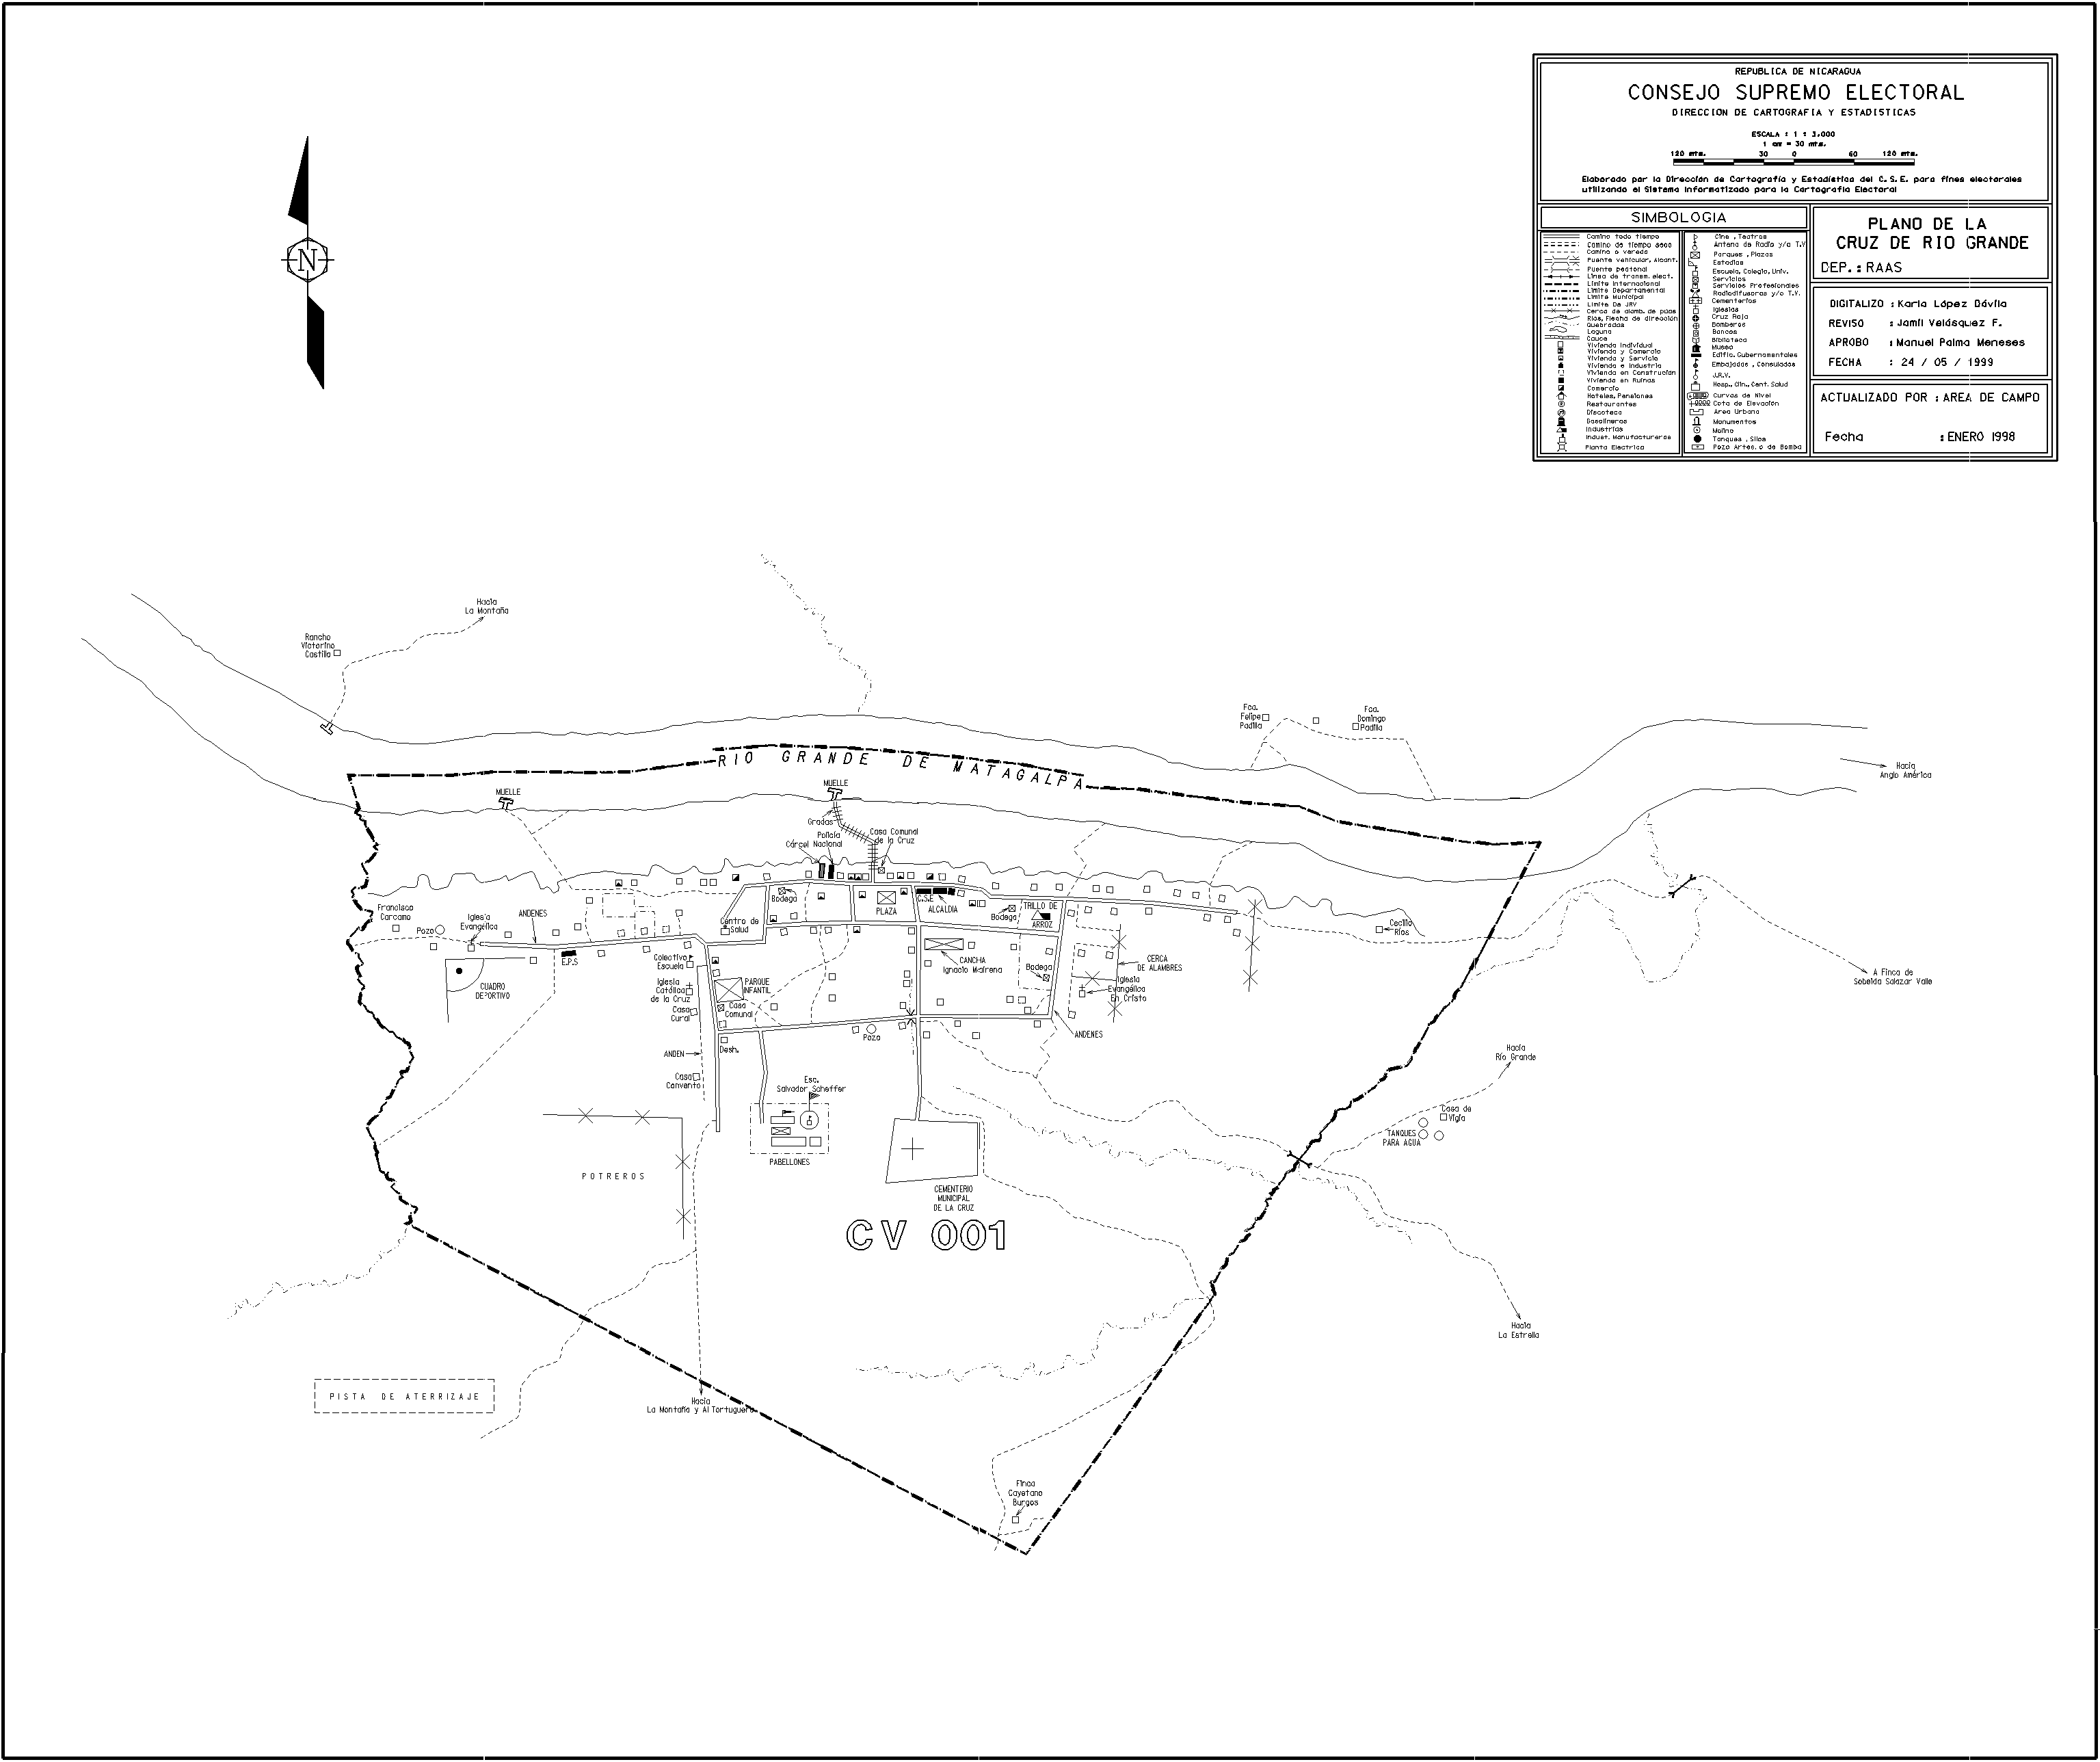 REPUBLICA DE NICARAGUA
CONSEJO SUPREMO ELECTORAL
DIRECCION DE CARTOGRAFIA Y ESTADISTICAS
ESCALA : 1 : 3,000
1 cm = 30 mts.
120 mts. 30 0 60 120 mts.
Elaborado por la Dirección de Cartografía y Estadística del C.S.E. para fines electorales
utilizando el Sistema Informatizado para la Cartografia Electoral
SIMBOLOGIA
Camino todo tiempo
Camino de tiempo seco
Camino o vereda
Puente vehicular, Alcant.
Puente peatonal
Linea de transm. elect.
Limite Internacional
Limite Departamental
Limite Municipal
Limite De JRV
Cerca de alamb. de púas
Rios, Flecha de dirección
Quebradas
Laguna
Cauce
Vivienda Individual
Vivienda y Comercio
Vivienda y Servicio
Vivienda e Industria
Vivienda en Construcción
Vivienda en Ruinas
Comercio
Hoteles, Pensiones
Restaurantes
Discoteca
Gasolineras
Industrias
Indust. Manufactureras
Planta Electrica
Cine , Teatros
Antena de Radio y/o T.V
Parques , Plazas
Estadios
Escuela, Colegio, Univ.
Servicios
Servicios Profesionales
Radiodifusoras y/o T.V.
Cementerios
Iglesias
Cruz Roja
Bomberos
Bancos
Biblioteca
Museo
Edific. Gubernamentales
Embajadas , Consulados
J.R.V.
Hosp., Clin., Cent. Salud
Curvas de Nivel
Cota de Elevación
Area Urbana
Monumentos
Molino
Tanques , Silos
Pozo Artes. o de Bomba
PLANO DE LA
CRUZ DE RIO GRANDE
DEP. : RAAS
DIGITALIZO : Karla López Dávila
REVISO : Jamil Velásquez F.
APROBO : Manuel Palma Meneses
FECHA : 24 / 05 / 1999
ACTUALIZADO POR : AREA DE CAMPO
Fecha : ENERO 1998
N
Hacia
La Montaña
Rancho
Victorino
Castillo
Fca.
Felipe
Padilla
Fca.
Domingo
Padilla
RIO GRANDE DE MATAGALPA
Hacia
Anglo América
MUELLE
MUELLE
Gradas
Policía
Nacional
Cárcel
Casa Comunal
de la Cruz
Francisca
Carcamo
Pozo
Iglesia
Evangélica
ANDENES
E.P.S
CUADRO
DEPORTIVO
Bodega
Centro de
Salud
PLAZA
C.S.E
ALCALDIA
Bodega
TRILLO DE
ARROZ
Cecilia
Ríos
Colectivo
Escuela
Iglesia
Católica
de la Cruz
Casa
Cural
PARQUE
INFANTIL
Casa
Comunal
CANCHA
Ignacio Mairena
Bodega
CERCA
DE ALAMBRES
Iglesia
Evangélica
En Cristo
A Finca de
Sobeida Salazar Valle
Pozo
Desh.
ANDENES
ANDEN
Casa
Convento
Esc.
Salvador Scheffer
PABELLONES
Hacia
Río Grande
Casa de
Vigía
TANQUES
PARA AGUA
POTREROS
CEMENTERIO
MUNICIPAL
DE LA CRUZ
CV 001
Hacia
La Estrella
PISTA DE ATERRIZAJE
Hacia
La Montaña y Al Tortuguero
Finca
Cayetano
Burgos